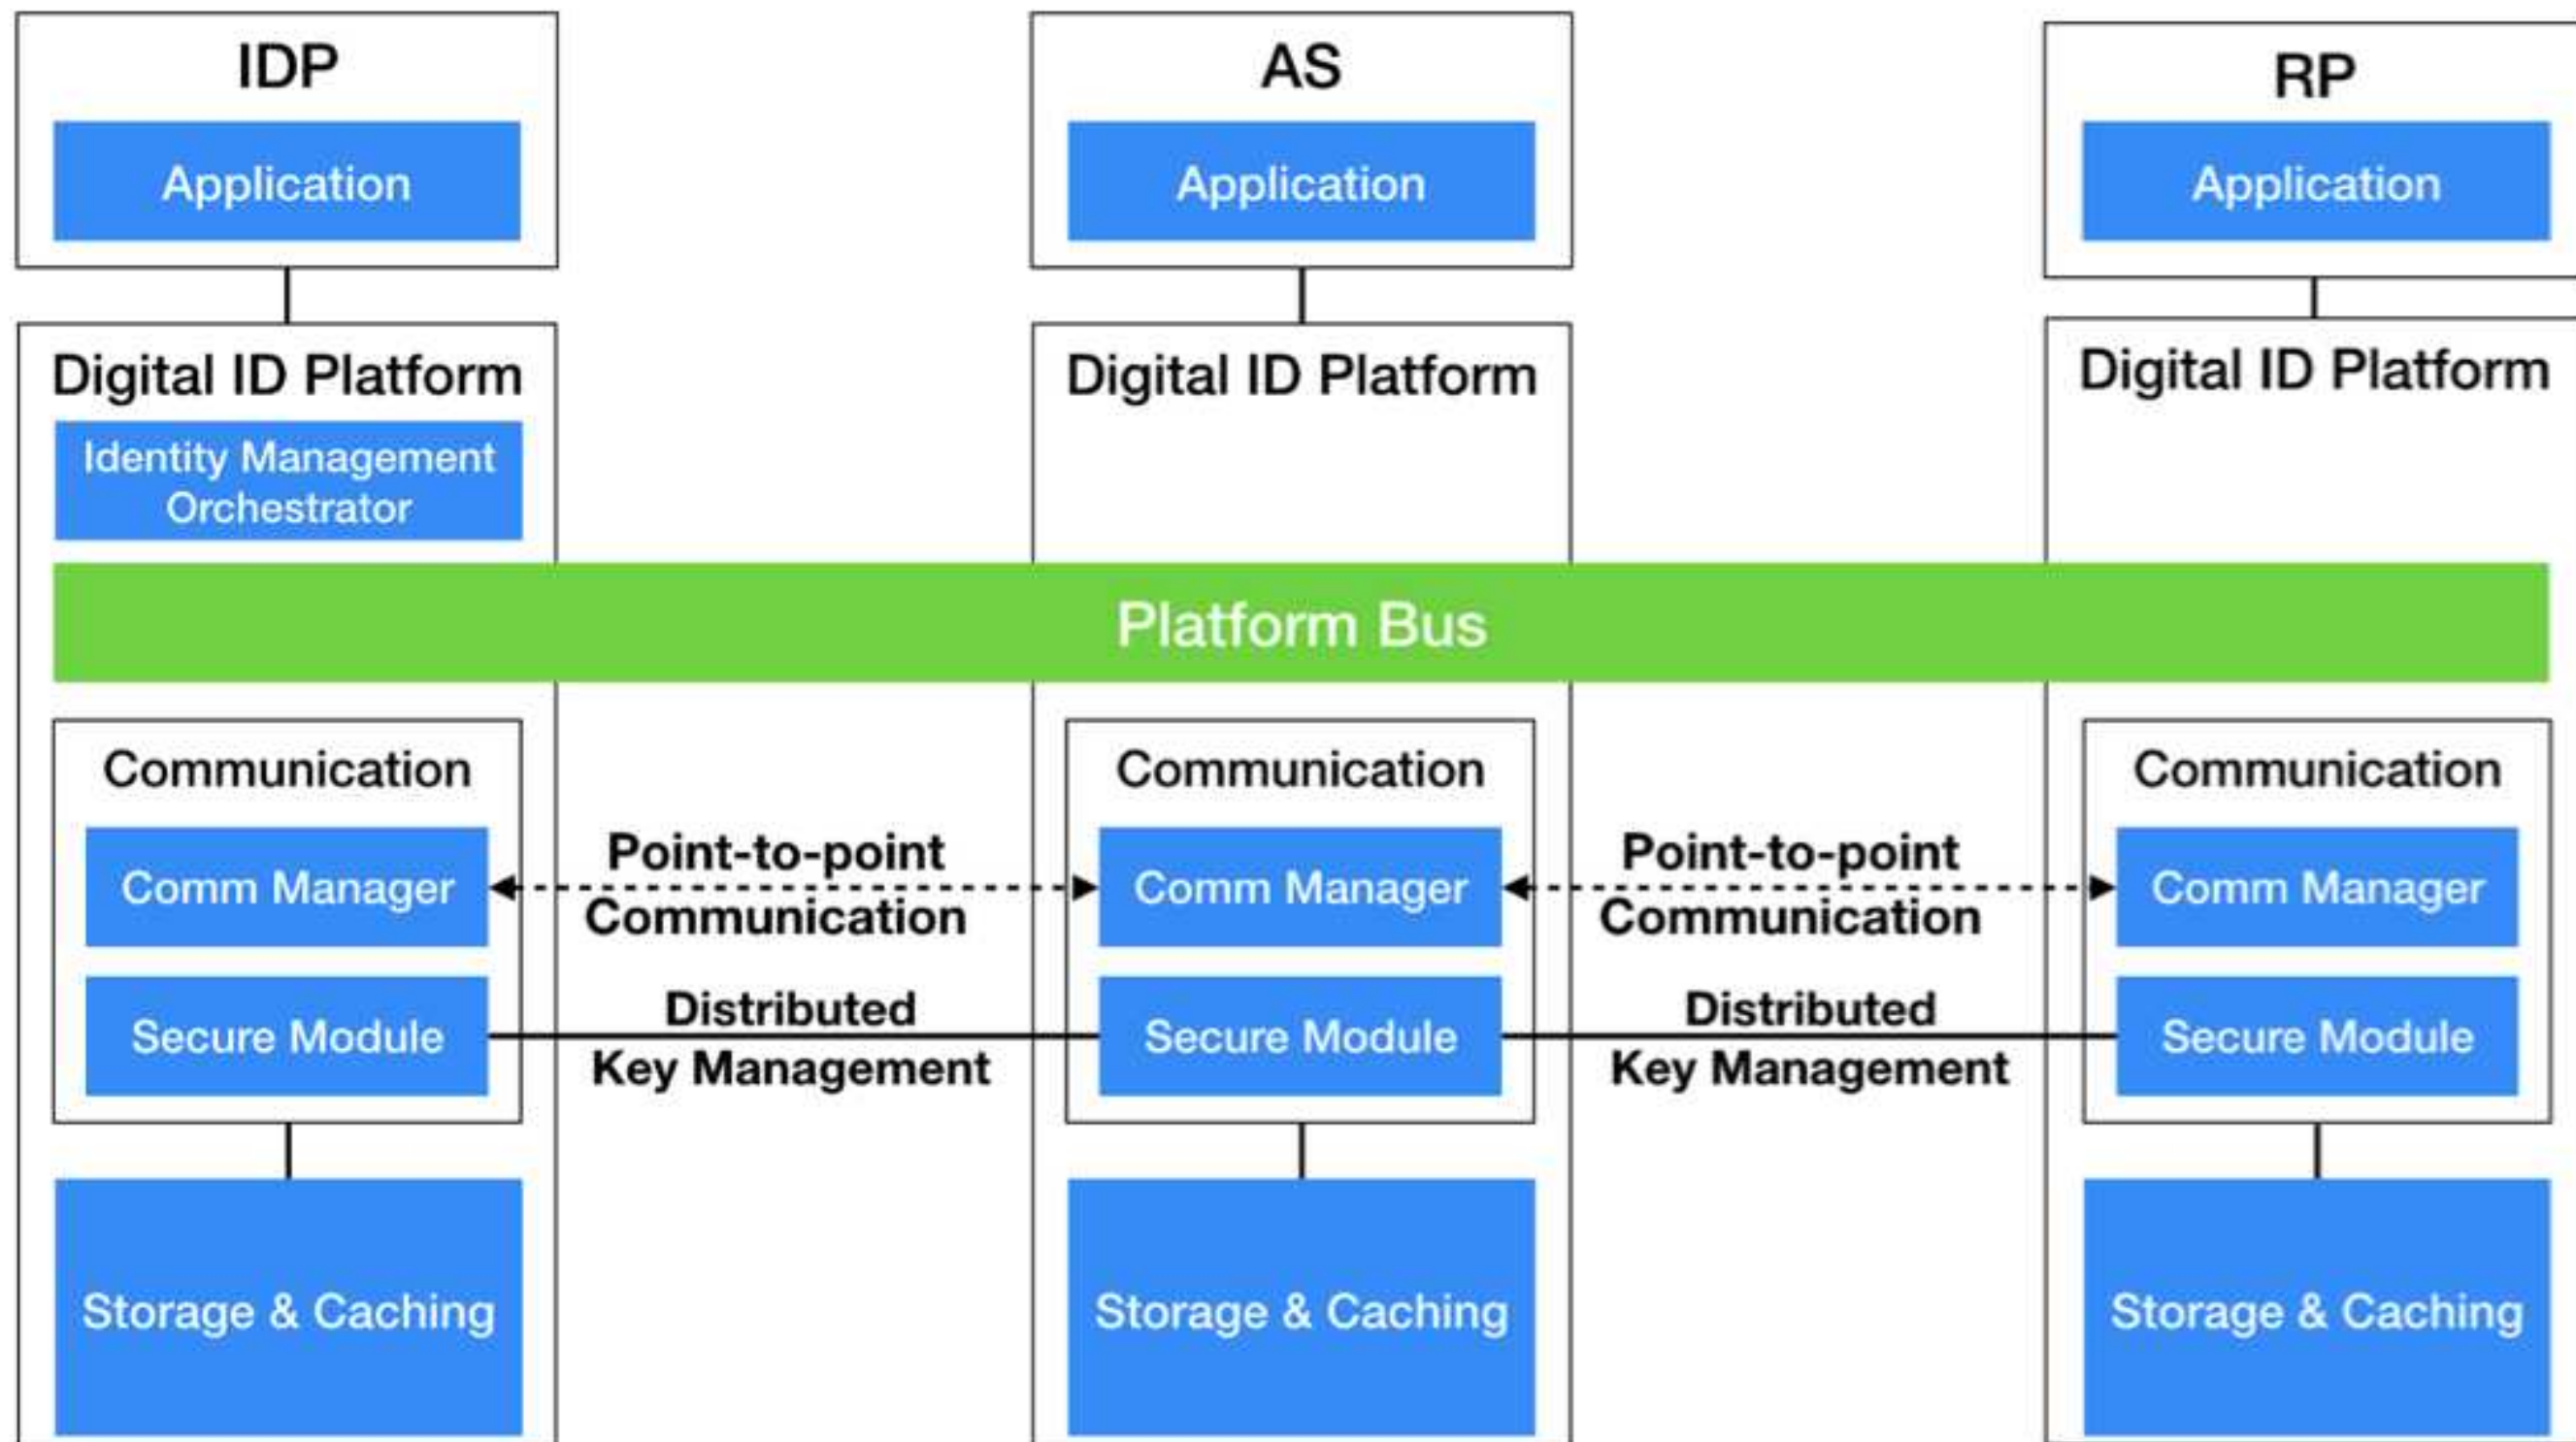 IDP
AS
RP
Application
Application
Application
Digital ID Platform
Digital ID Platform
Digital ID Platform
Identity Management
Orchestrator
Platform Bus
Communication
Communication
Communication
Comm Manager
Point-to-point
Communication
Comm Manager
Point-to-point
Communication
Comm Manager
Secure Module
Distributed
Key Management
Secure Module
Distributed
Key Management
Secure Module
Storage & Caching
Storage & Caching
Storage & Caching